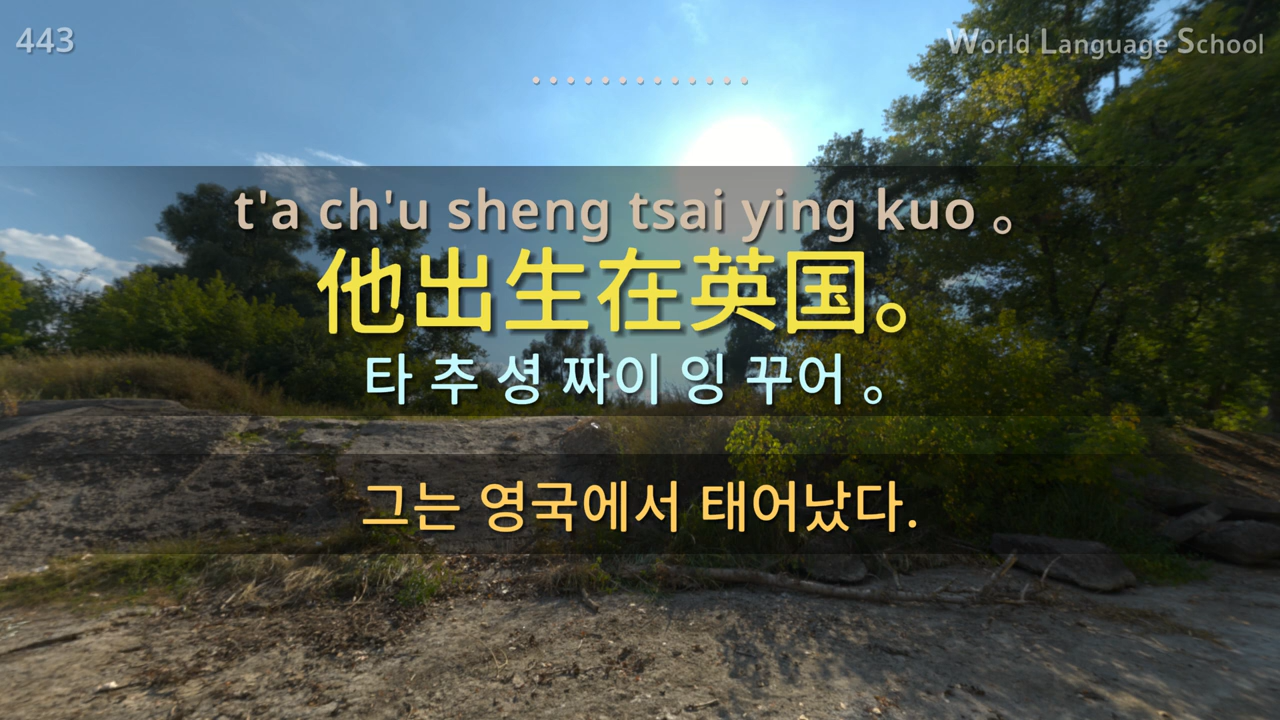 443
World Language School
t'a ch'u sheng tsai ying kuo 。
他出生在英国。
타 추 셩 짜이 잉 꾸어 。
그는 영국에서 태어났다.